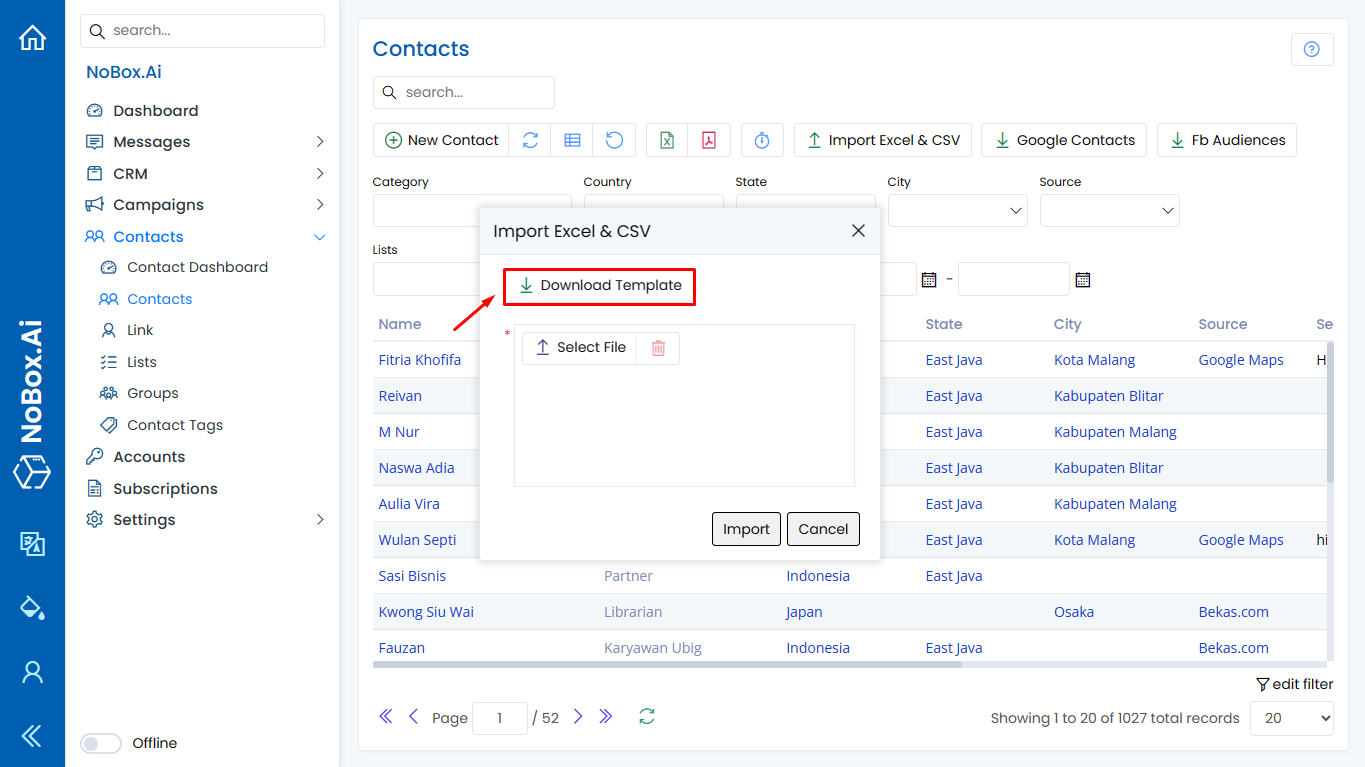 search...
NoBox.Ai
Dashboard
Messages
CRM
Campaigns
Contacts
Contact Dashboard
Contacts
Link
Lists
Groups
Contact Tags
Accounts
Subscriptions
Settings
Offline
NoBox.Ai
Contacts
search...
New Contact
Import Excel & CSV
Google Contacts
Fb Audiences
Category
Country
State
City
Source
Lists
-
Import Excel & CSV
Download Template
*
Select File
Import
Cancel
Name State City Source Se
Fitria Khofifa East Java Kota Malang Google Maps H
Reivan East Java Kabupaten Blitar
M Nur East Java Kabupaten Malang
Naswa Adia East Java Kabupaten Blitar
Aulia Vira East Java Kabupaten Malang
Wulan Septi East Java Kota Malang Google Maps hi
Sasi Bisnis Partner Indonesia East Java
Kwong Siu Wai Librarian Japan Osaka Bekas.com
Fauzan Karyawan Ubig Indonesia East Java Bekas.com
edit filter
Page 1 / 52
Showing 1 to 20 of 1027 total records 20